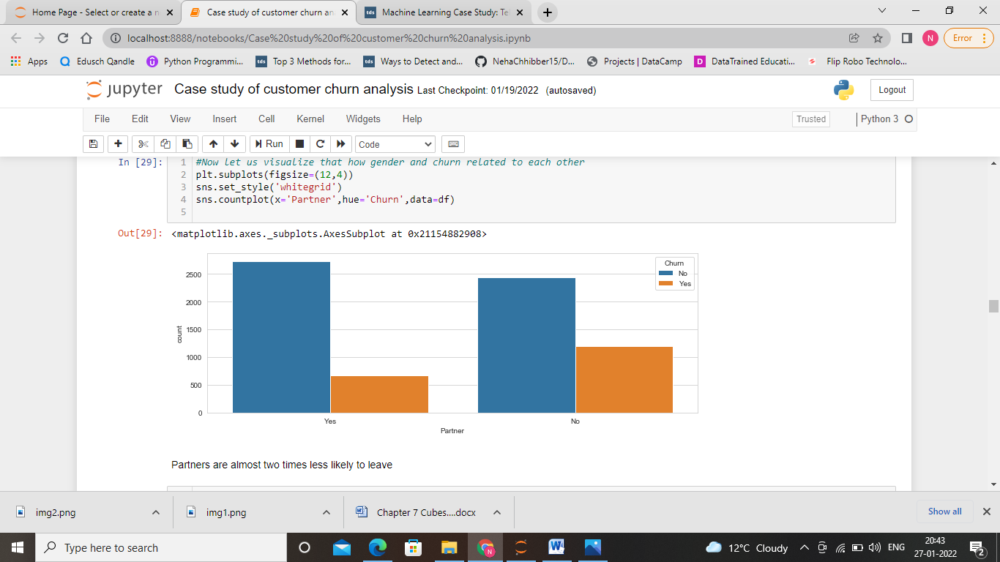 Home Page - Select or create a n
Case study of customer churn an
Machine Learning Case Study: Tel
localhost:8888/notebooks/Case%20study%20of%20customer%20churn%20analysis.ipynb
N
Error
Apps
Edusch Qandle
Python Programmi...
tds Top 3 Methods for...
tds Ways to Detect and...
NehaChhibber15/D...
Projects | DataCamp
D DataTrained Educati...
Flip Robo Technolo...
jupyter Case study of customer churn analysis Last Checkpoint: 01/19/2022 (autosaved)
Logout
File Edit View Insert Cell Kernel Widgets Help
Trusted
Python 3
Run
Code
In [29]:
1 #Now let us visualize that how gender and churn related to each other
2 plt.subplots(figsize=(12,4))
3 sns.set_style('whitegrid')
4 sns.countplot(x='Partner',hue='Churn',data=df)
5
Out[29]: <matplotlib.axes._subplots.AxesSubplot at 0x21154882908>
Churn
No
Yes
2500
2000
1500
1000
500
0
count
Yes
No
Partner
Partners are almost two times less likely to leave
img2.png
img1.png
Chapter 7 Cubes....docx
Show all
Type here to search
N
12°C Cloudy
ENG
20:43
27-01-2022
2